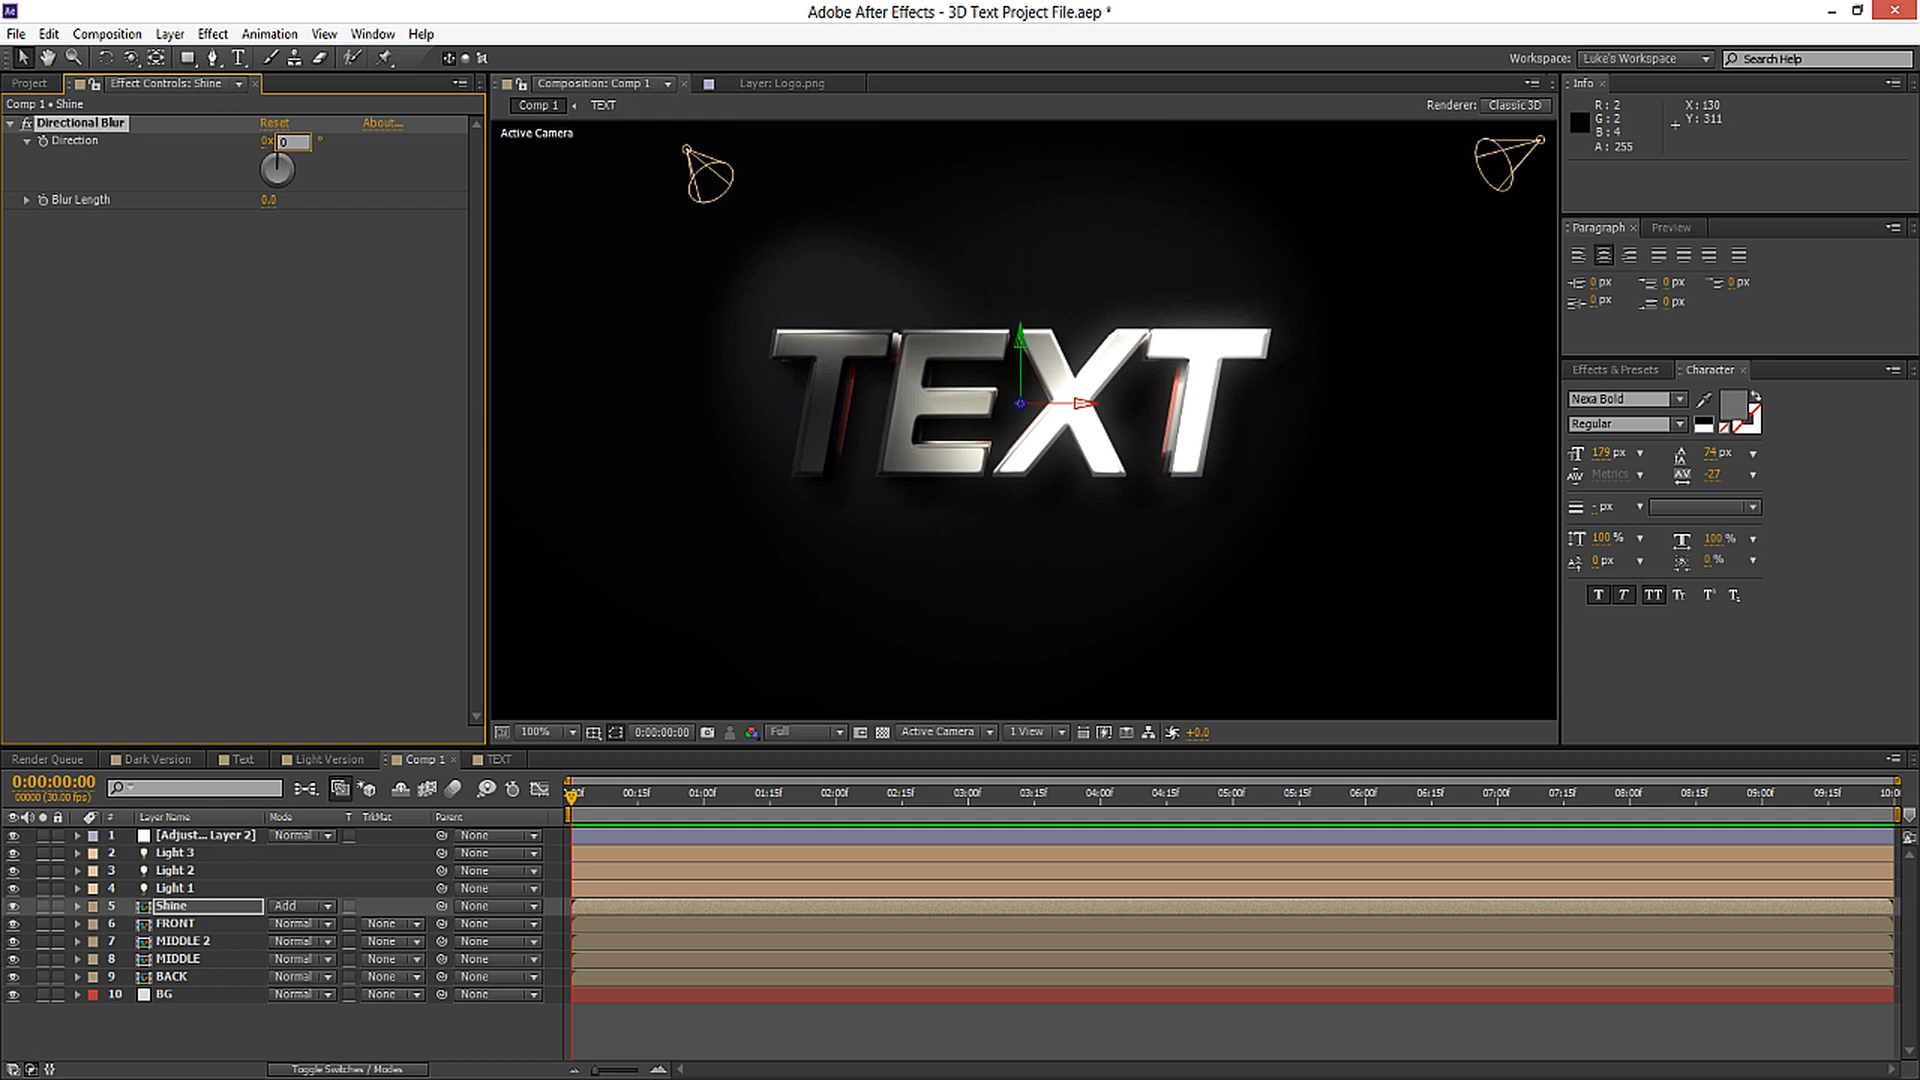 Ae
Adobe After Effects - 3D Text Project File.aep *
File Edit Composition Layer Effect Animation View Window Help
Workspace: Luke's Workspace Search Help
Project Effect Controls: Shine
Comp 1 • Shine
fx Directional Blur Reset About...
Direction 0x 0 °
Blur Length 0.0
Composition: Comp 1 Layer: Logo.png
Comp 1 TEXT Renderer: Classic 3D
Active Camera
TEXT
100% 0:00:00:00 Full Active Camera 1 View +0.0
Info
R: 2 X: 130
G: 2 Y: 311
B: 4
A: 255
Paragraph Preview
0 px 0 px 0 px
0 px 0 px
Effects & Presets Character
Nexa Bold
Regular
179 px 74 px
Metrics -27
- px
100 % 100 %
0 px 0 %
T T TT Tт T T
Render Queue Dark Version Text Light Version Comp 1 TEXT
0:00:00:00
00000 (30.00 fps)
00:15f 01:00f 01:15f 02:00f 02:15f 03:00f 03:15f 04:00f 04:15f 05:00f 05:15f 06:00f 06:15f 07:00f 07:15f 08:00f 08:15f 09:00f 09:15f 10:0
# Layer Name Mode T TrkMat Parent
1 [Adjust... Layer 2] Normal None
2 Light 3 None
3 Light 2 None
4 Light 1 None
5 Shine Add None
6 FRONT Normal None None
7 MIDDLE 2 Normal None None
8 MIDDLE Normal None None
9 BACK Normal None None
10 BG Normal None None
Toggle Switches / Modes